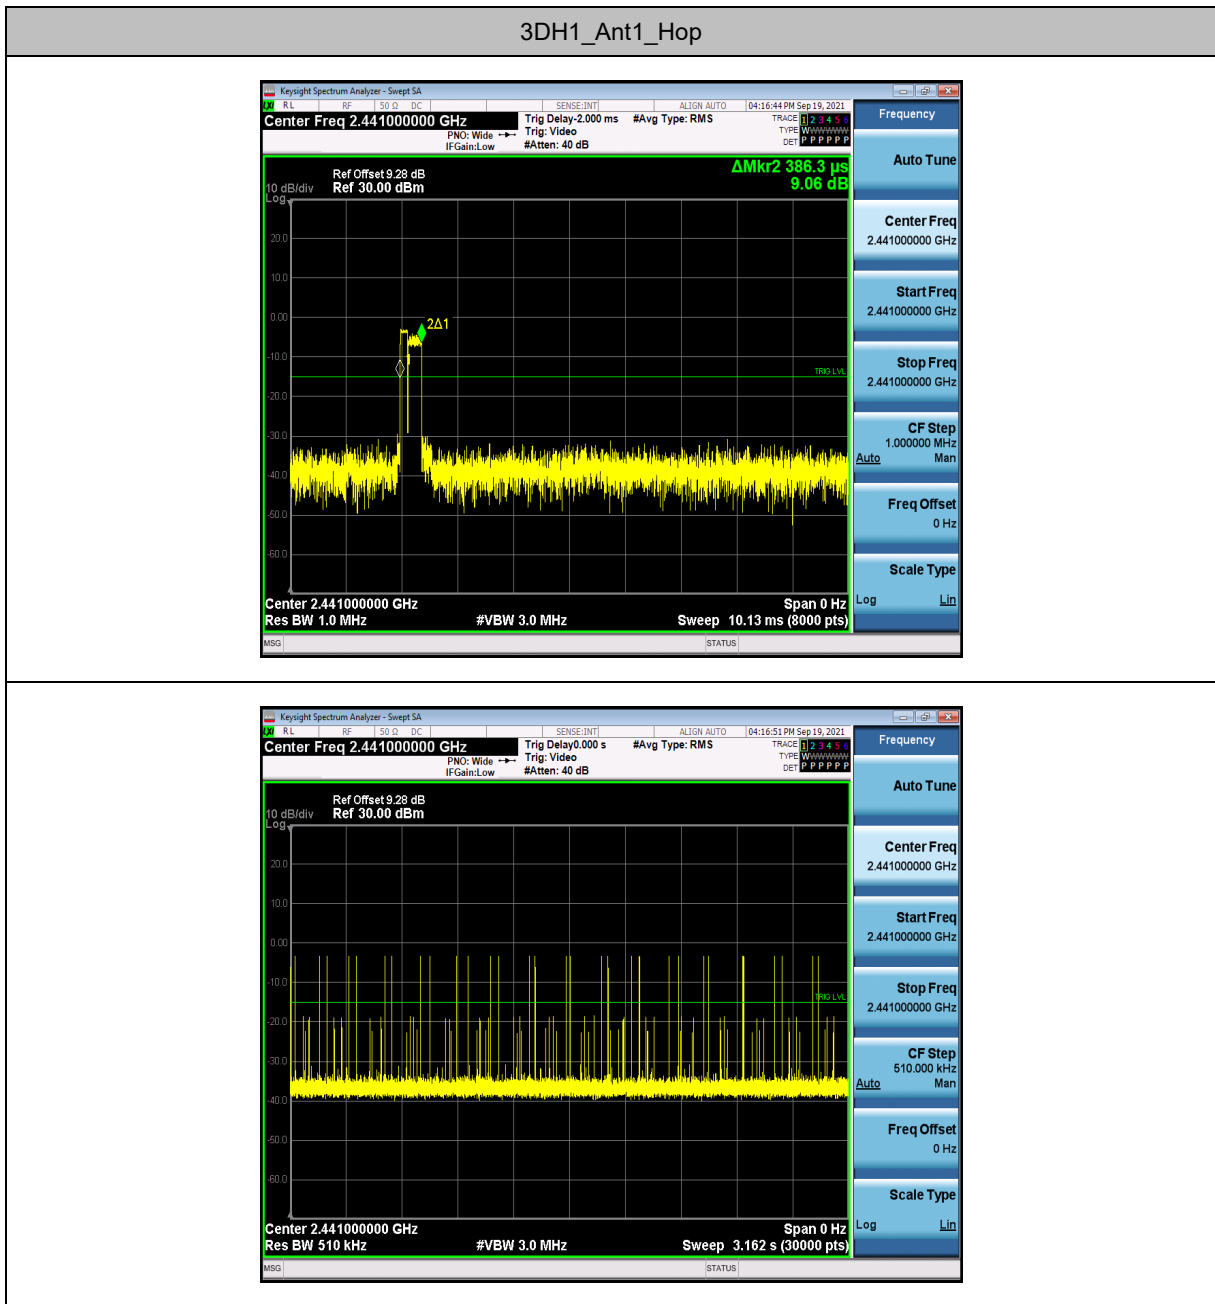 3DH1_Ant1_Hop
Keysight Spectrum Analyzer - Swept SA
RL RF 50 Ω DC SENSE:INT ALIGN AUTO 04:16:44 PM Sep 19, 2021
Center Freq 2.441000000 GHz
Trig Delay-2.000 ms #Avg Type: RMS
PNO: Wide Trig: Video
IFGain:Low #Atten: 40 dB
TRACE 1 2 3 4 5 6
TYPE WWWWWW
DET P P P P P P
ΔMkr2 386.3 µs
9.06 dB
Ref Offset 9.28 dB
10 dB/div Ref 30.00 dBm
Log
20.0
10.0
0.00
-10.0
-20.0
-30.0
-40.0
-50.0
-60.0
2Δ1
TRIG LVL
Center 2.441000000 GHz Span 0 Hz
Res BW 1.0 MHz #VBW 3.0 MHz Sweep 10.13 ms (8000 pts)
MSG STATUS
Frequency
Auto Tune
Center Freq
2.441000000 GHz
Start Freq
2.441000000 GHz
Stop Freq
2.441000000 GHz
CF Step
1.000000 MHz
Auto Man
Freq Offset
0 Hz
Scale Type
Log Lin
Keysight Spectrum Analyzer - Swept SA
RL RF 50 Ω DC SENSE:INT ALIGN AUTO 04:16:51 PM Sep 19, 2021
Center Freq 2.441000000 GHz
Trig Delay0.000 s #Avg Type: RMS
PNO: Wide Trig: Video
IFGain:Low #Atten: 40 dB
TRACE 1 2 3 4 5 6
TYPE WWWWWW
DET P P P P P P
Ref Offset 9.28 dB
10 dB/div Ref 30.00 dBm
Log
20.0
10.0
0.00
-10.0
-20.0
-30.0
-40.0
-50.0
-60.0
TRIG LVL
Center 2.441000000 GHz Span 0 Hz
Res BW 510 kHz #VBW 3.0 MHz Sweep 3.162 s (30000 pts)
MSG STATUS
Frequency
Auto Tune
Center Freq
2.441000000 GHz
Start Freq
2.441000000 GHz
Stop Freq
2.441000000 GHz
CF Step
510.000 kHz
Auto Man
Freq Offset
0 Hz
Scale Type
Log Lin